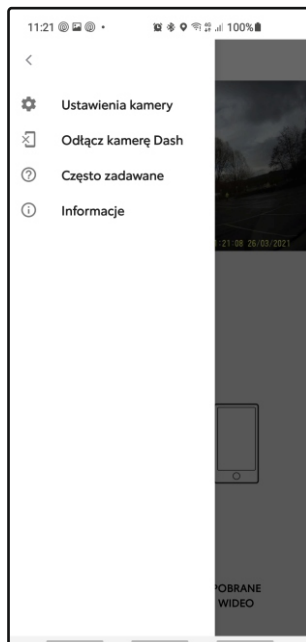 11:21 100%
Ustawienia kamery
Odłącz kamerę Dash
Często zadawane
Informacje
:21:08 26/03/2021
POBRANE
WIDEO